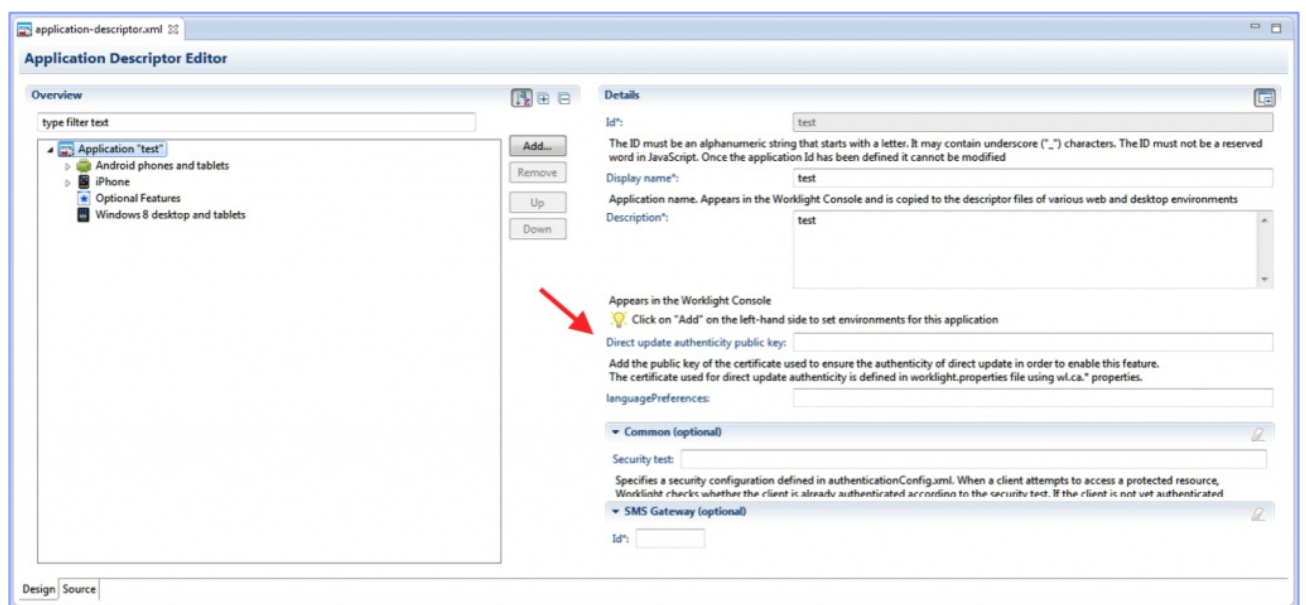 application-descriptor.xml
Application Descriptor Editor
Overview
type filter text
Application "test"
Android phones and tablets
iPhone
Optional Features
Windows 8 desktop and tablets
Add...
Remove
Up
Down
Details
Id*:
test
The ID must be an alphanumeric string that starts with a letter. It may contain underscore ("_") characters. The ID must not be a reserved
word in JavaScript. Once the application Id has been defined it cannot be modified
Display name*:
test
Application name. Appears in the Worklight Console and is copied to the descriptor files of various web and desktop environments
Description*:
test
Appears in the Worklight Console
Click on "Add" on the left-hand side to set environments for this application
Direct update authenticity public key:
Add the public key of the certificate used to ensure the authenticity of direct update in order to enable this feature.
The certificate used for direct update authenticity is defined in worklight.properties file using wl.ca.* properties.
languagePreferences:
Common (optional)
Security test:
Specifies a security configuration defined in authenticationConfig.xml. When a client attempts to access a protected resource,
Worklight checks whether the client is already authenticated according to the security test. If the client is not yet authenticated
SMS Gateway (optional)
Id*:
Design
Source